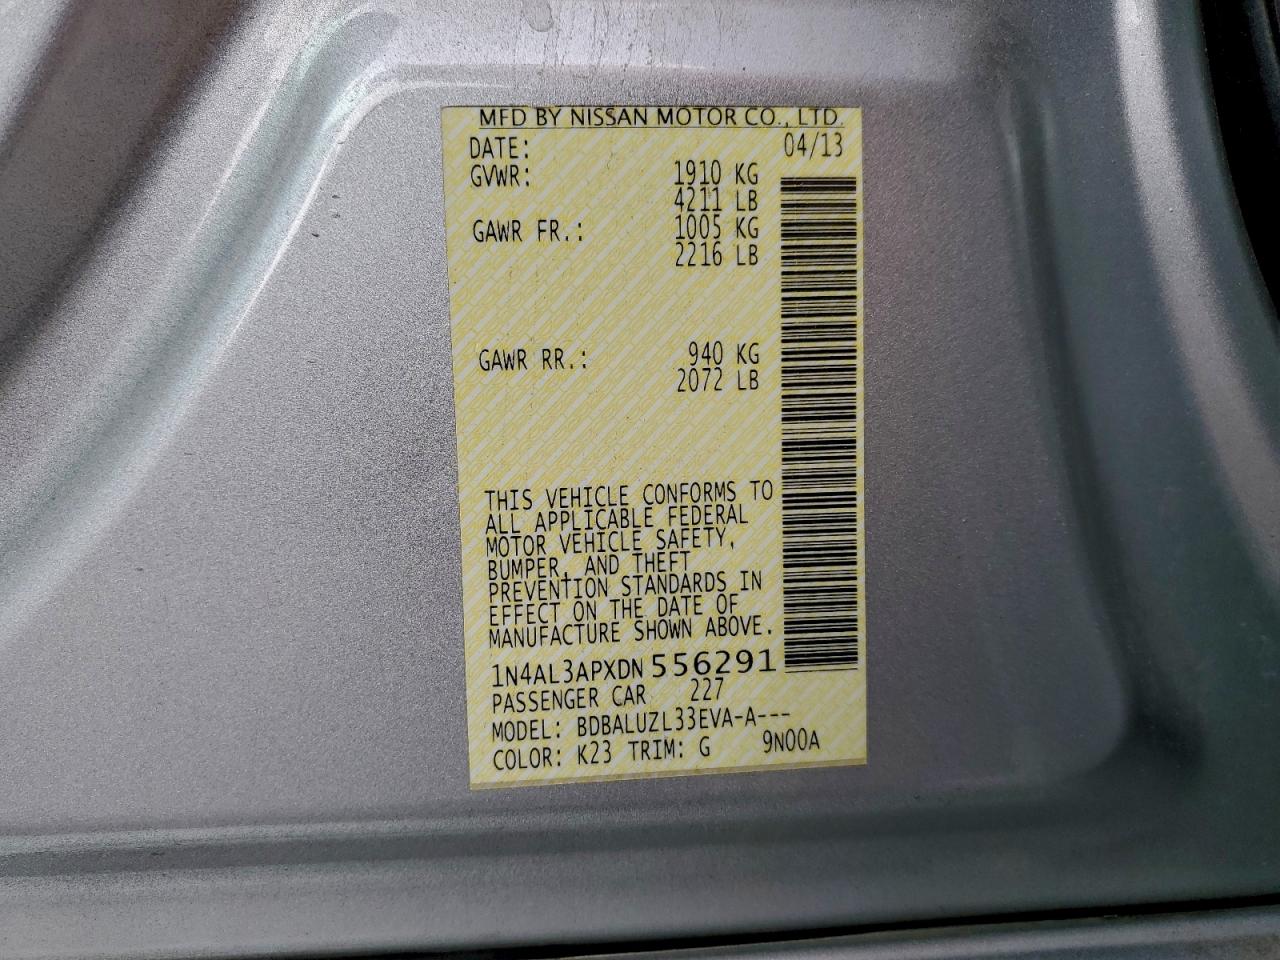 MFD BY NISSAN MOTOR CO., LTD.
DATE: 04/13
GVWR: 1910 KG
4211 LB
GAWR FR.: 1005 KG
2216 LB
GAWR RR.: 940 KG
2072 LB
THIS VEHICLE CONFORMS TO
ALL APPLICABLE FEDERAL
MOTOR VEHICLE SAFETY,
BUMPER, AND THEFT
PREVENTION STANDARDS IN
EFFECT ON THE DATE OF
MANUFACTURE SHOWN ABOVE.
1N4AL3APXDN 556291
PASSENGER CAR 227
MODEL: BDBALUZL33EVA-A---
COLOR: K23 TRIM: G 9N00A